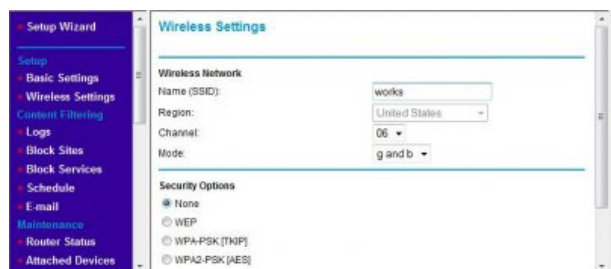 Setup Wizard
Setup
Basic Settings
Wireless Settings
Content Filtering
Logs
Block Sites
Block Services
Schedule
E-mail
Maintenance
Router Status
Attached Devices
Wireless Settings
Wireless Network
Name (SSID): works
Region: United States
Channel: 06
Mode: g and b
Security Options
None
WEP
WPA-PSK [TKIP]
WPA2-PSK [AES]